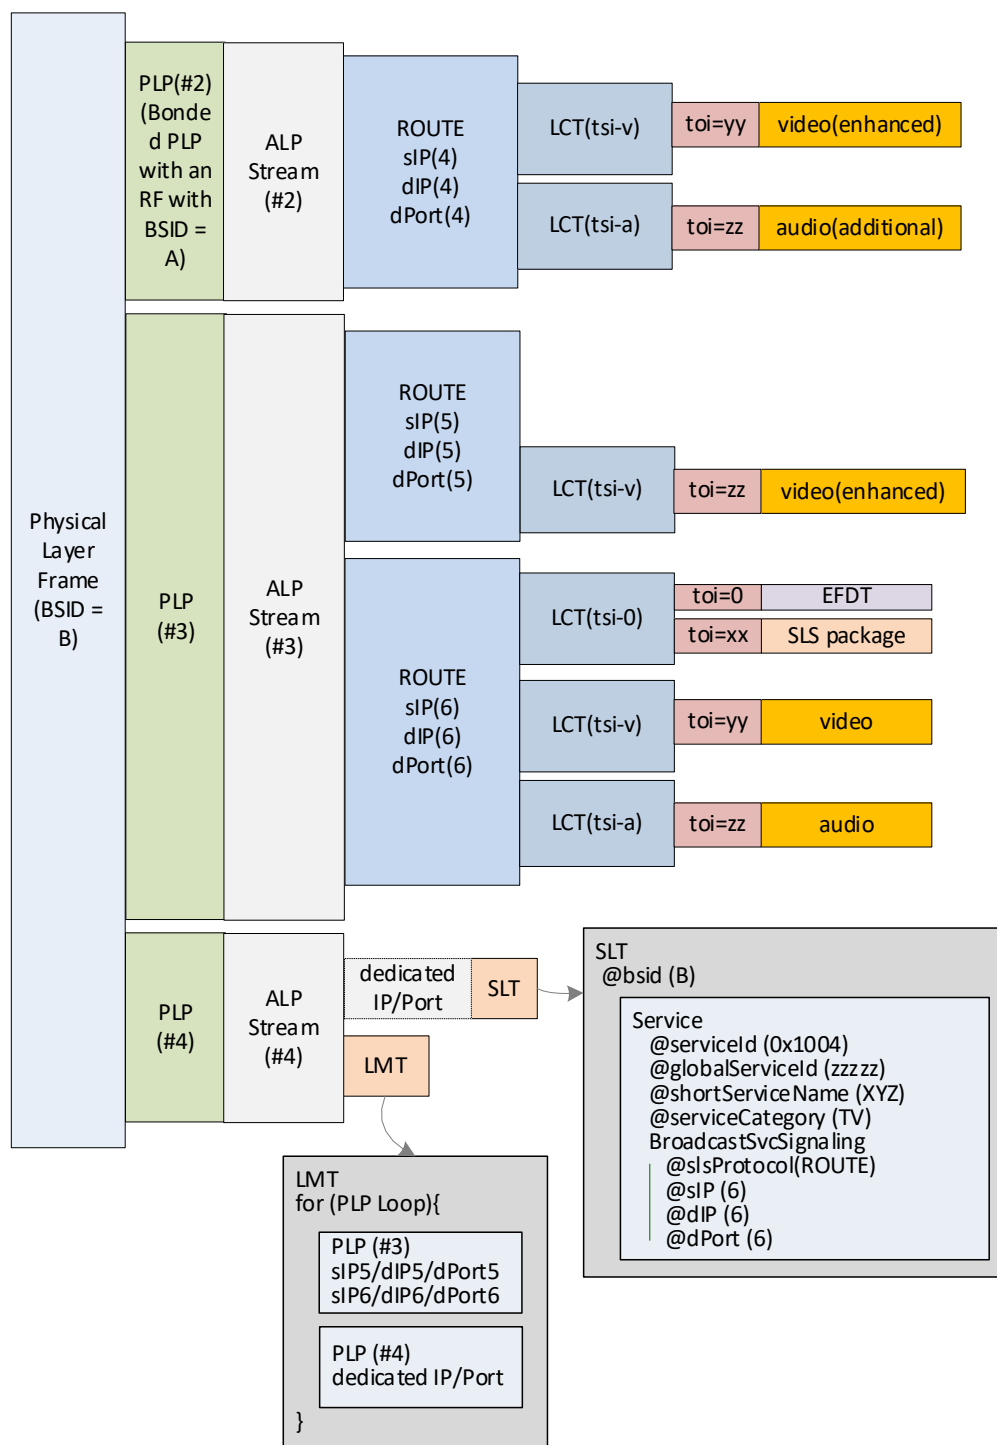 Physical
Layer
Frame
(BSID =
B)
PLP(#2)
(Bonde
d PLP
with an
RF with
BSID =
A)
ALP
Stream
(#2)
ROUTE
sIP(4)
dIP(4)
dPort(4)
LCT(tsi-v)
toi=yy
video(enhanced)
LCT(tsi-a)
toi=zz
audio(additional)
PLP
(#3)
ALP
Stream
(#3)
ROUTE
sIP(5)
dIP(5)
dPort(5)
LCT(tsi-v)
toi=zz
video(enhanced)
ROUTE
sIP(6)
dIP(6)
dPort(6)
LCT(tsi-0)
toi=0
EFDT
toi=xx
SLS package
LCT(tsi-v)
toi=yy
video
LCT(tsi-a)
toi=zz
audio
PLP
(#4)
ALP
Stream
(#4)
dedicated
IP/Port
SLT
LMT
SLT
@bsid (B)
Service
@serviceId (0x1004)
@globalServiceId (zzzzz)
@shortServiceName (XYZ)
@serviceCategory (TV)
BroadcastSvcSignaling
@slsProtocol(ROUTE)
@sIP (6)
@dIP (6)
@dPort (6)
LMT
for (PLP Loop){
PLP (#3)
sIP5/dIP5/dPort5
sIP6/dIP6/dPort6
PLP (#4)
dedicated IP/Port
}